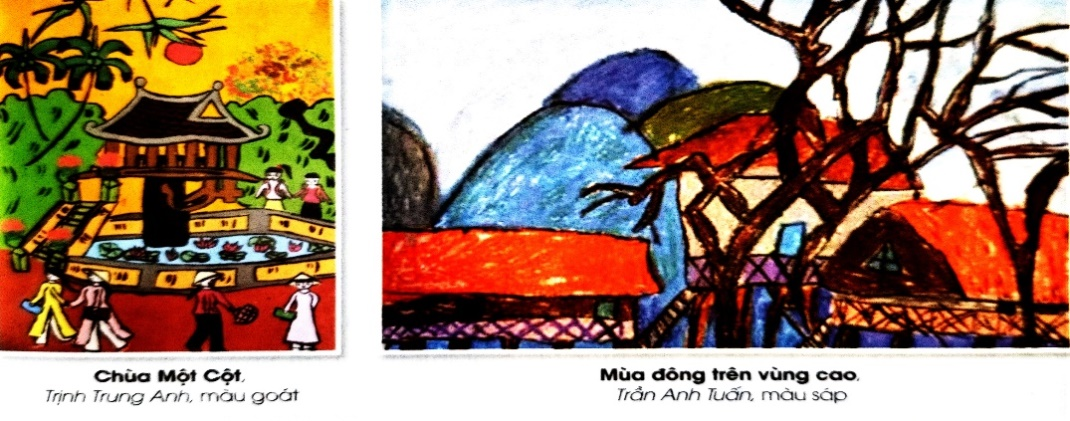 Chùa Một Cột,
Trịnh Trung Anh, màu goát
Mùa đông trên vùng cao,
Trần Anh Tuấn, màu sáp